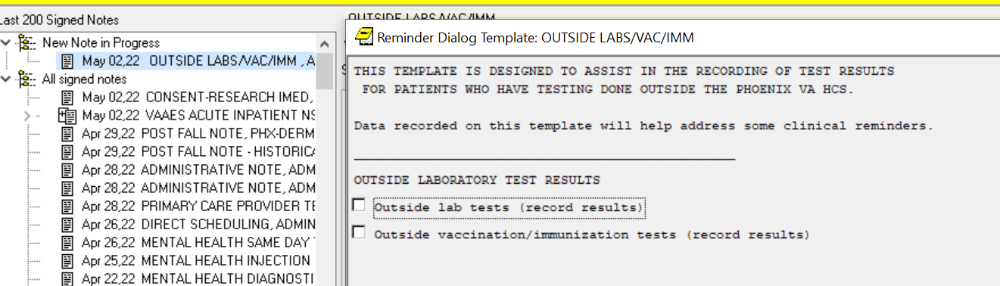 Last 200 Signed Notes
New Note in Progress
May 02,22 OUTSIDE LABS/VAC/IMM , A
All signed notes
May 02,22 CONSENT-RESEARCH IMED,
May 02,22 VAAES ACUTE INPATIENT NS
Apr 29,22 POST FALL NOTE, PHX-DERM
Apr 29,22 POST FALL NOTE - HISTORICA
Apr 28,22 ADMINISTRATIVE NOTE, ADM
Apr 28,22 ADMINISTRATIVE NOTE, ADM
Apr 28,22 PRIMARY CARE PROVIDER TE
Apr 26,22 DIRECT SCHEDULING, ADMIN
Apr 26,22 MENTAL HEALTH SAME DAY
Apr 25,22 MENTAL HEALTH INJECTION
Apr 22,22 MENTAL HEALTH DIAGNOSTI
OUTSIDE LABS/VAC/IMM
Reminder Dialog Template: OUTSIDE LABS/VAC/IMM
THIS TEMPLATE IS DESIGNED TO ASSIST IN THE RECORDING OF TEST RESULTS
FOR PATIENTS WHO HAVE TESTING DONE OUTSIDE THE PHOENIX VA HCS.
Data recorded on this template will help address some clinical reminders.
OUTSIDE LABORATORY TEST RESULTS
Outside lab tests (record results)
Outside vaccination/immunization tests (record results)